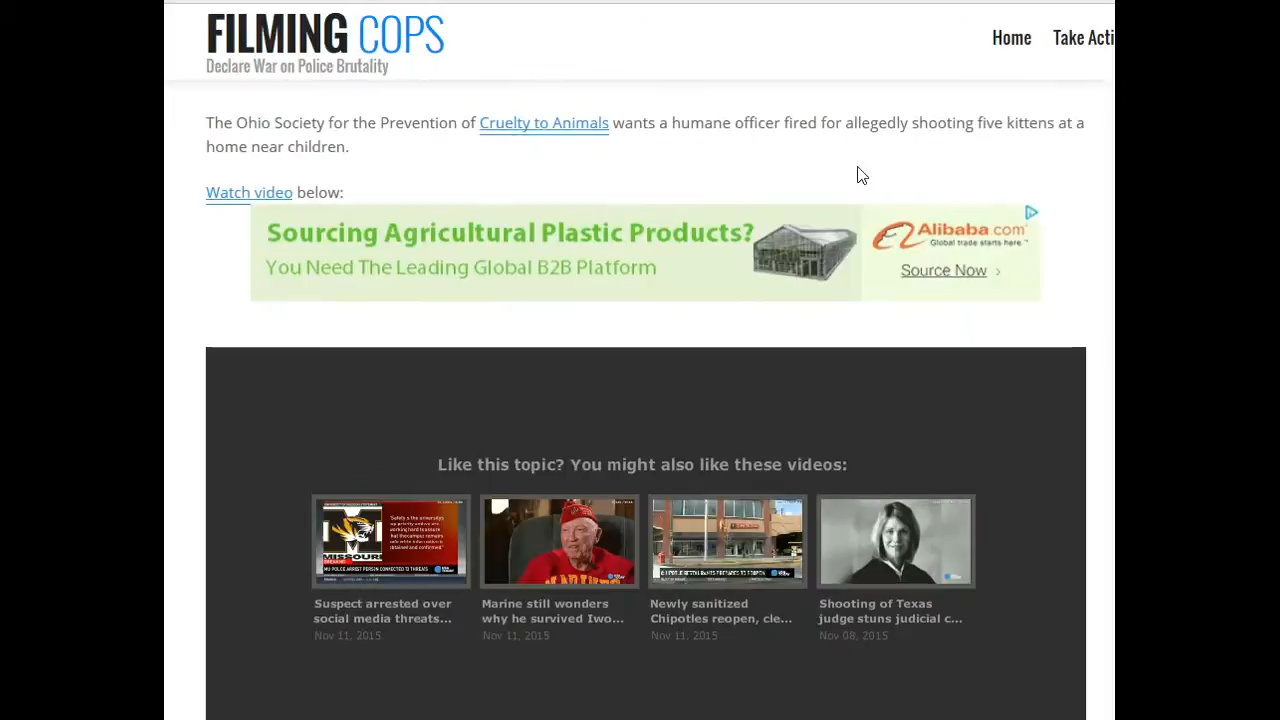 FILMING COPS
Declare War on Police Brutality
Home Take Acti
The Ohio Society for the Prevention of Cruelty to Animals wants a humane officer fired for allegedly shooting five kittens at a
home near children.
Watch video below:
Sourcing Agricultural Plastic Products?
You Need The Leading Global B2B Platform
Alibaba.com
Global trade starts here.™
Source Now ›
Like this topic? You might also like these videos:
MISSOURI
Suspect arrested over
social media threats...
Nov 11, 2015
Marine still wonders
why he survived Iwo...
Nov 11, 2015
Newly sanitized
Chipotles reopen, cle...
Nov 11, 2015
Shooting of Texas
judge stuns judicial c...
Nov 08, 2015